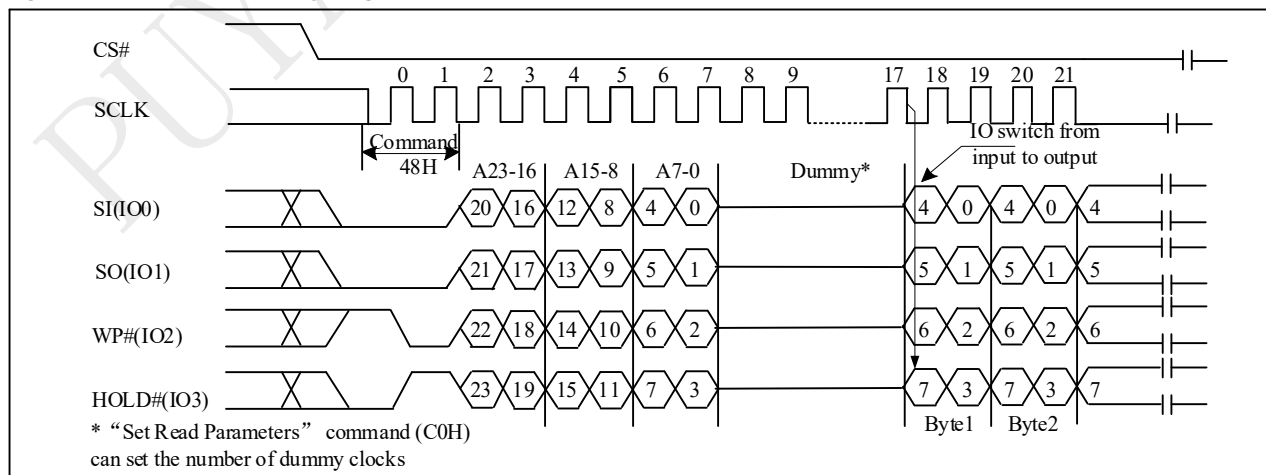 PUYA
CS#
0 1 2 3 4 5 6 7 8 9 17 18 19 20 21
SCLK
Command
48H
IO switch from
input to output
A23-16 A15-8 A7-0 Dummy*
SI(IO0) 20 16 12 8 4 0 4 0 4 0 4
SO(IO1) 21 17 13 9 5 1 5 1 5 1 5
WP#(IO2) 22 18 14 10 6 2 6 2 6 2 6
HOLD#(IO3) 23 19 15 11 7 3 7 3 7 3 7
Byte1 Byte2
* “Set Read Parameters” command (C0H)
can set the number of dummy clocks